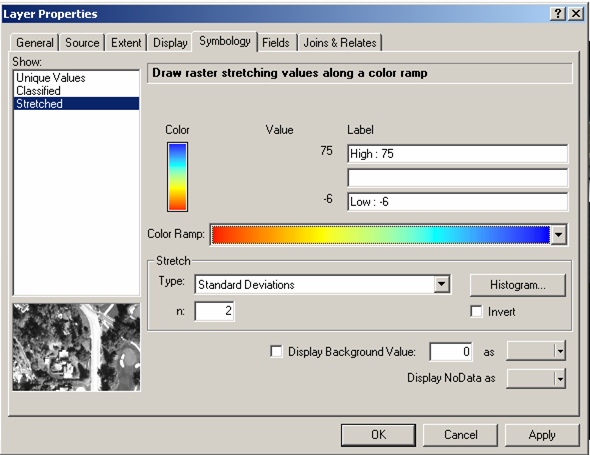 Layer Properties
General Source Extent Display Symbology Fields Joins & Relates
Show:
Unique Values
Classified
Stretched
Draw raster stretching values along a color ramp
Color Value Label
75 High : 75
-6 Low : -6
Color Ramp:
Stretch
Type: Standard Deviations Histogram...
n: 2 Invert
Display Background Value: 0 as
Display NoData as
OK Cancel Apply